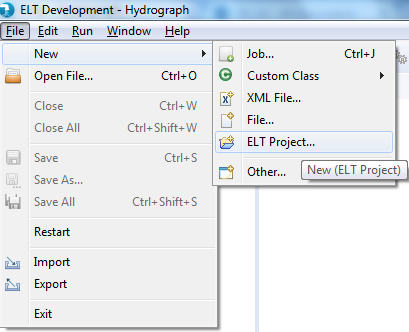 ELT Development - Hydrograph
File Edit Run Window Help
New
Open File... Ctrl+O
Close Ctrl+W
Close All Ctrl+Shift+W
Save Ctrl+S
Save As...
Save All Ctrl+Shift+S
Restart
Import
Export
Exit
Job... Ctrl+J
Custom Class
XML File...
File...
ELT Project...
New (ELT Project)
Other...